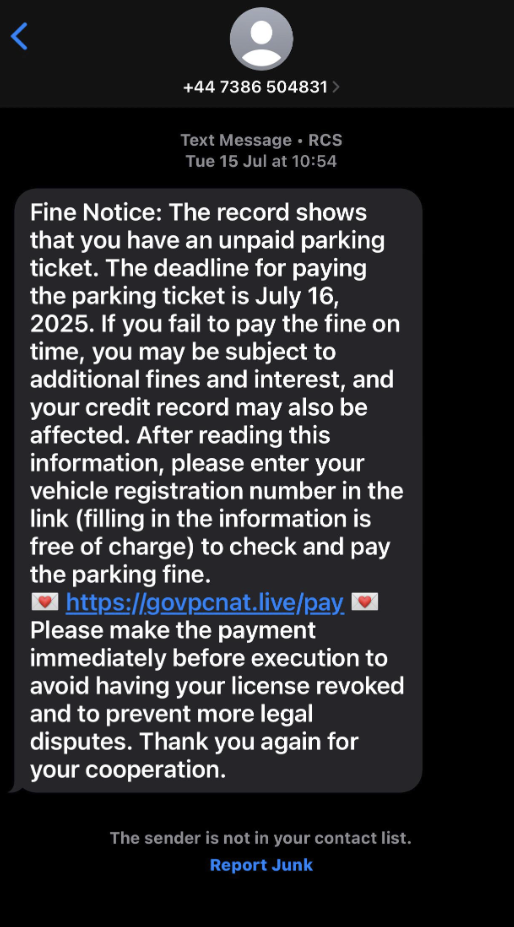 +44 7386 504831
Text Message • RCS
Tue 15 Jul at 10:54
Fine Notice: The record shows
that you have an unpaid parking
ticket. The deadline for paying
the parking ticket is July 16,
2025. If you fail to pay the fine on
time, you may be subject to
additional fines and interest, and
your credit record may also be
affected. After reading this
information, please enter your
vehicle registration number in the
link (filling in the information is
free of charge) to check and pay
the parking fine.
💌 https://govpcnat.live/pay 💌
Please make the payment
immediately before execution to
avoid having your license revoked
and to prevent more legal
disputes. Thank you again for
your cooperation.
The sender is not in your contact list.
Report Junk